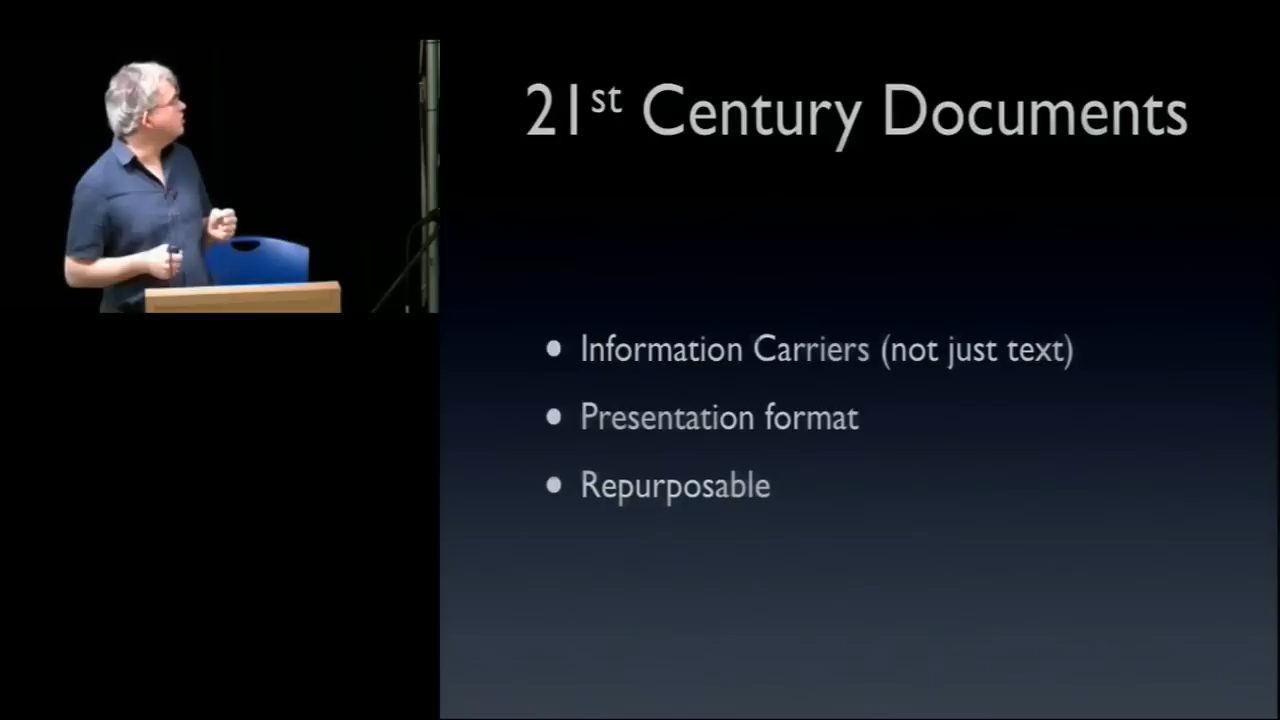 21st Century Documents
• Information Carriers (not just text)
• Presentation format
• Repurposable